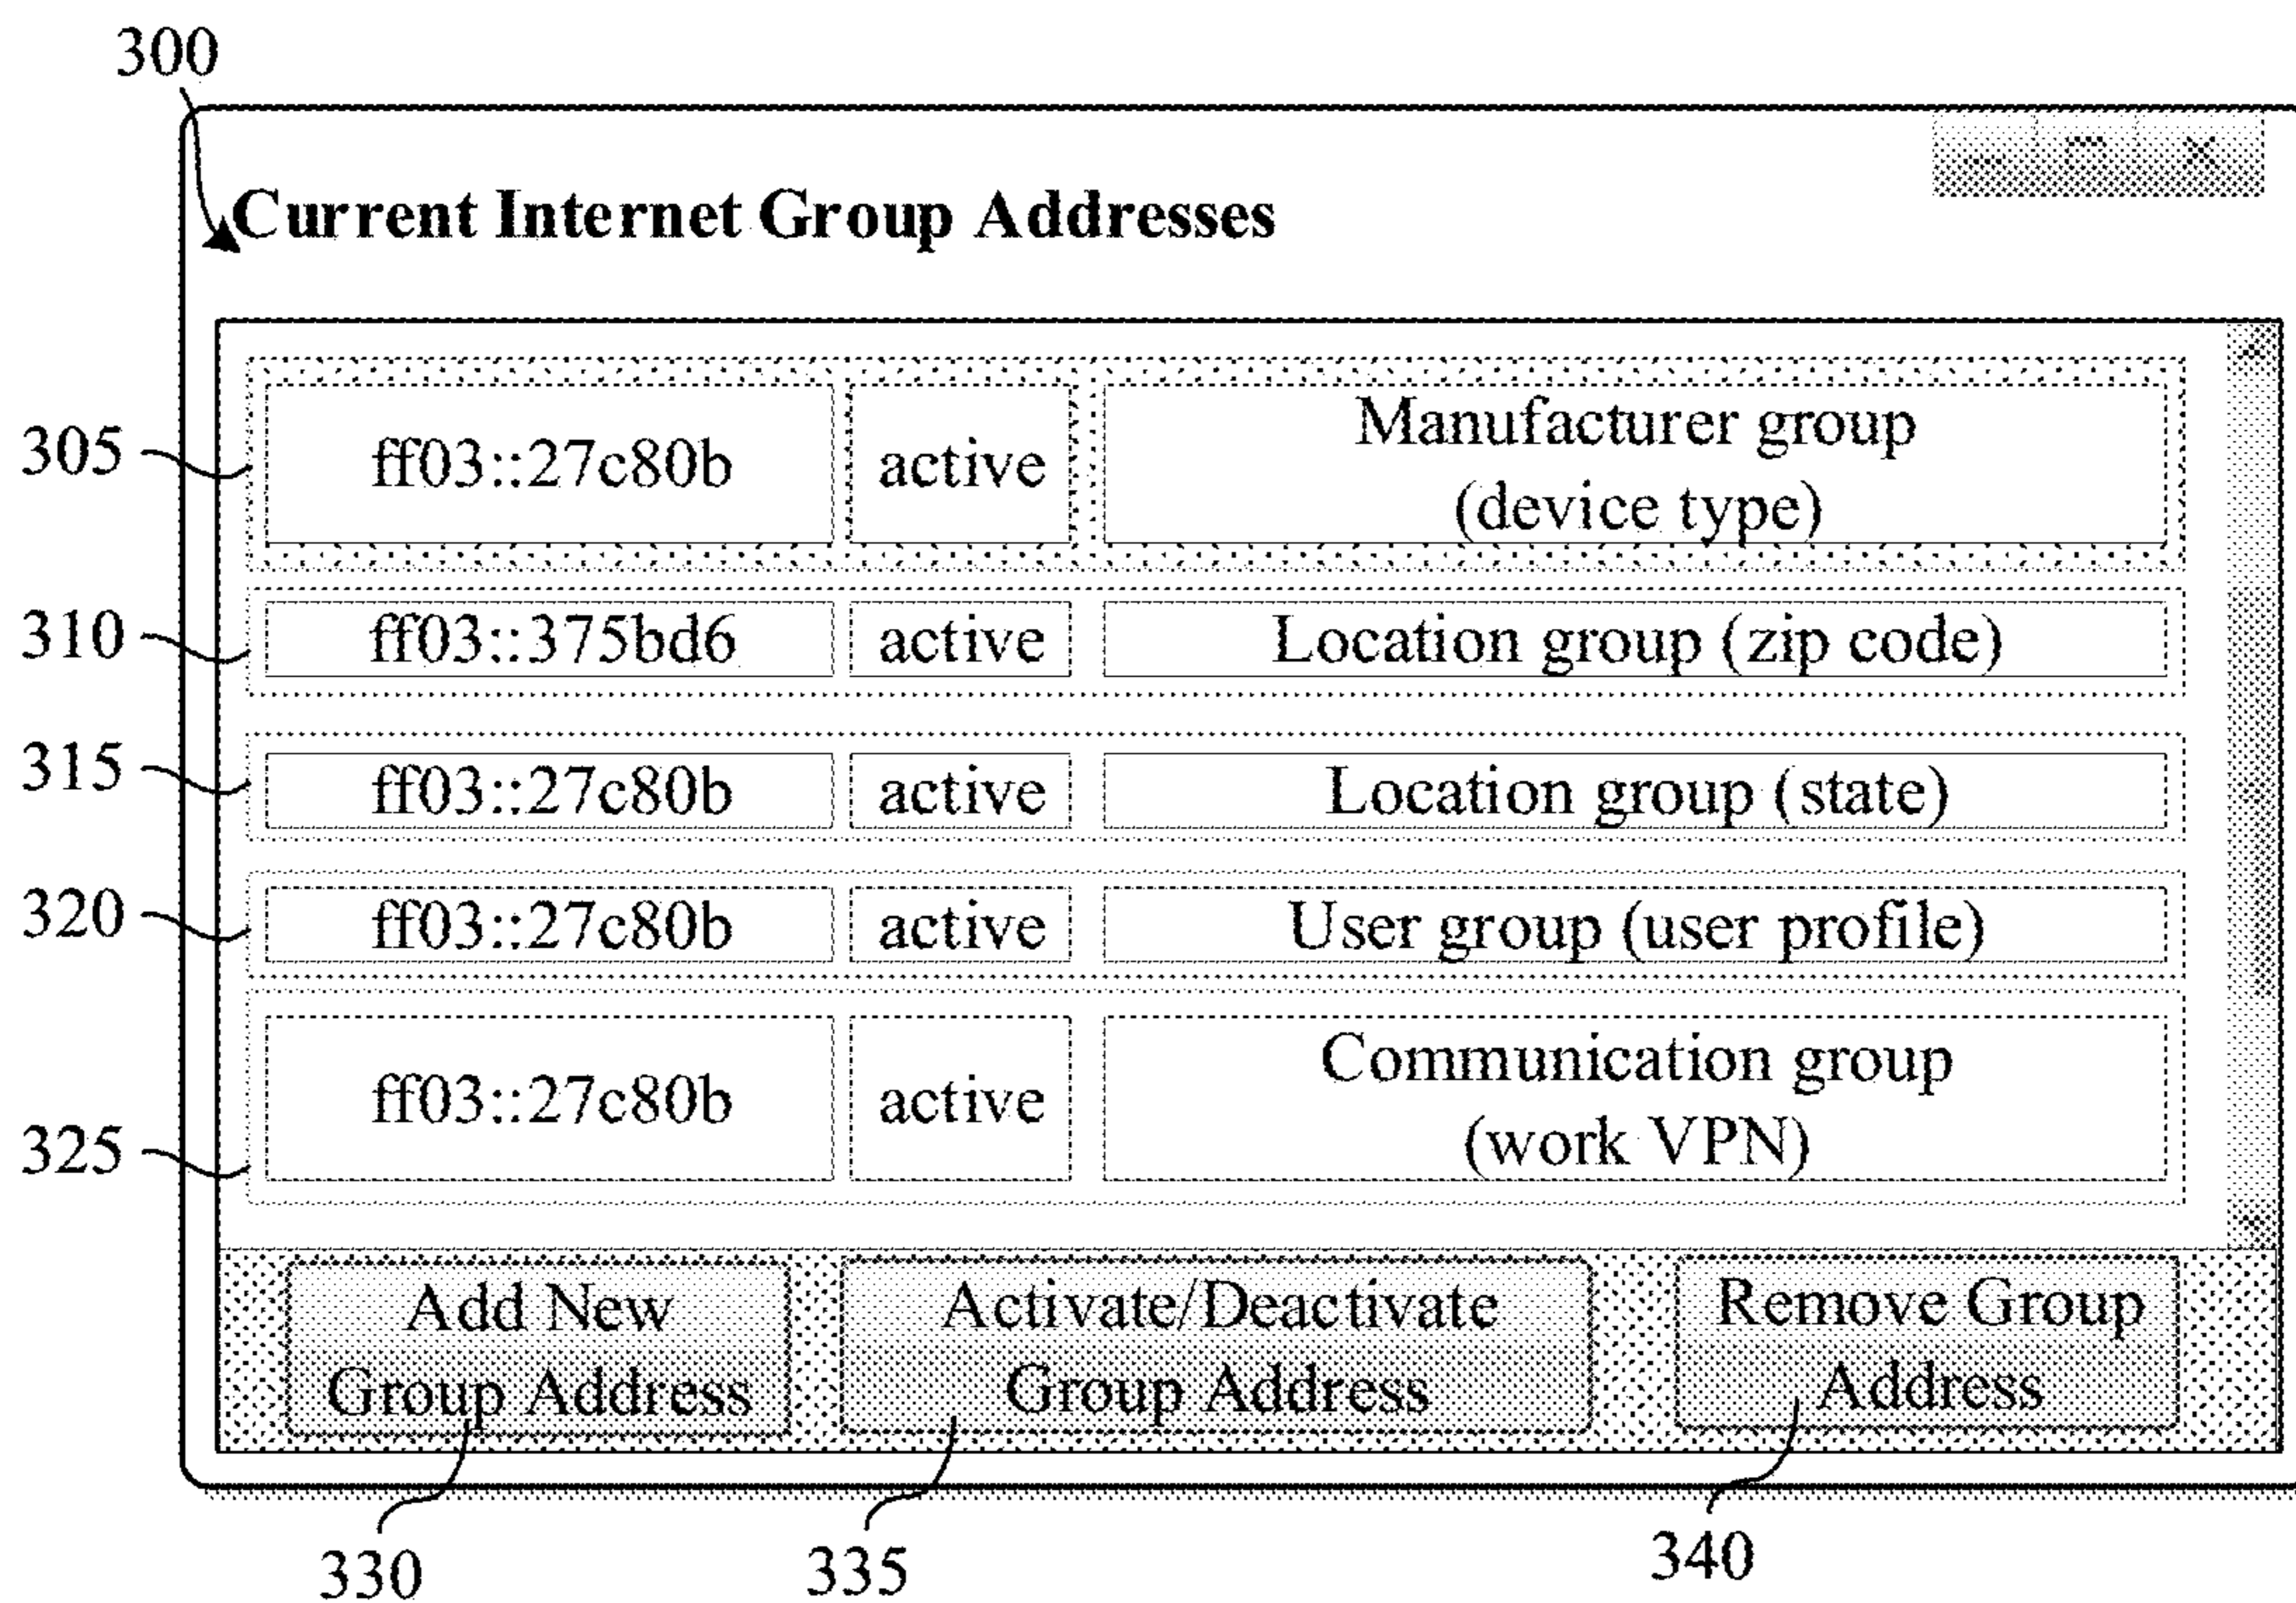 300
Current Internet Group Addresses
305
ff03::27c80b active Manufacturer group
(device type)
310
ff03::375bd6 active Location group (zip code)
315
ff03::27c80b active Location group (state)
320
ff03::27c80b active User group (user profile)
325
ff03::27c80b active Communication group
(work VPN)
Add New Activate/Deactivate Remove Group
Group Address Group Address Address
330 335 340